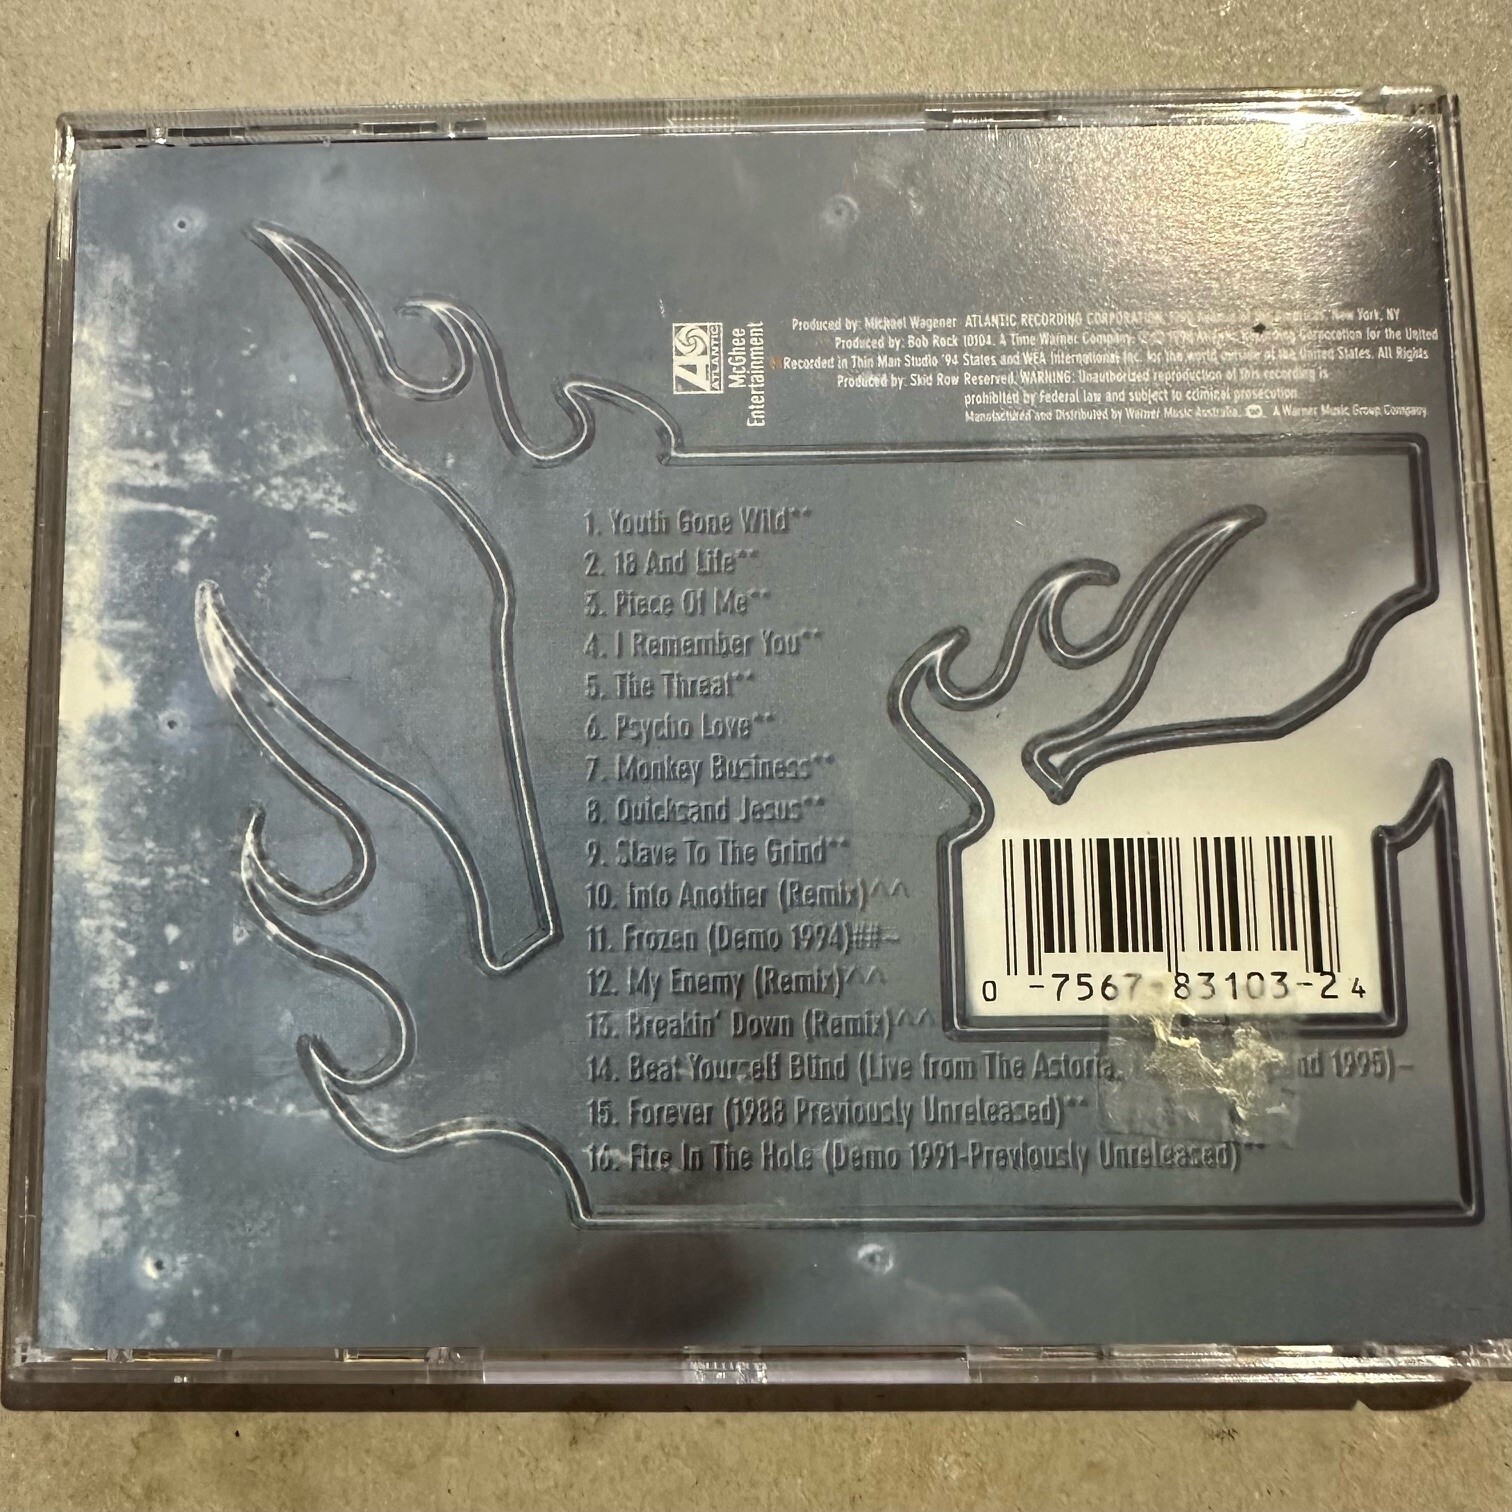 ATLANTIC
McGhee
Entertainment
Produced by: Michael Wagener
Produced by: Bob Rock
Recorded in Thin Man Studio '94
Produced by: Skid Row
ATLANTIC RECORDING CORPORATION, New York, NY
10104. A Time Warner Company. Recording Corporation for the United
States and WEA International Inc. for the world outside of the United States. All Rights
Reserved. WARNING: Unauthorized reproduction of this recording is
prohibited by Federal law and subject to criminal prosecution.
Manufactured and Distributed by Warner Music Australia. A Warner Music Group Company
1. Youth Gone Wild**
2. 18 And Life**
3. Piece Of Me**
4. I Remember You**
5. The Threat**
6. Psycho Love**
7. Monkey Business**
8. Quicksand Jesus**
9. Slave To The Grind**
10. Into Another (Remix)^^
11. Frozen (Demo 1994)##~
12. My Enemy (Remix)^^
13. Breakin' Down (Remix)^^
14. Beat Yourself Blind (Live from The Astoria, 1995)~
15. Forever (1988 Previously Unreleased)**
16. Fire In The Hole (Demo 1991-Previously Unreleased)**
0 -7567-83103-2 4